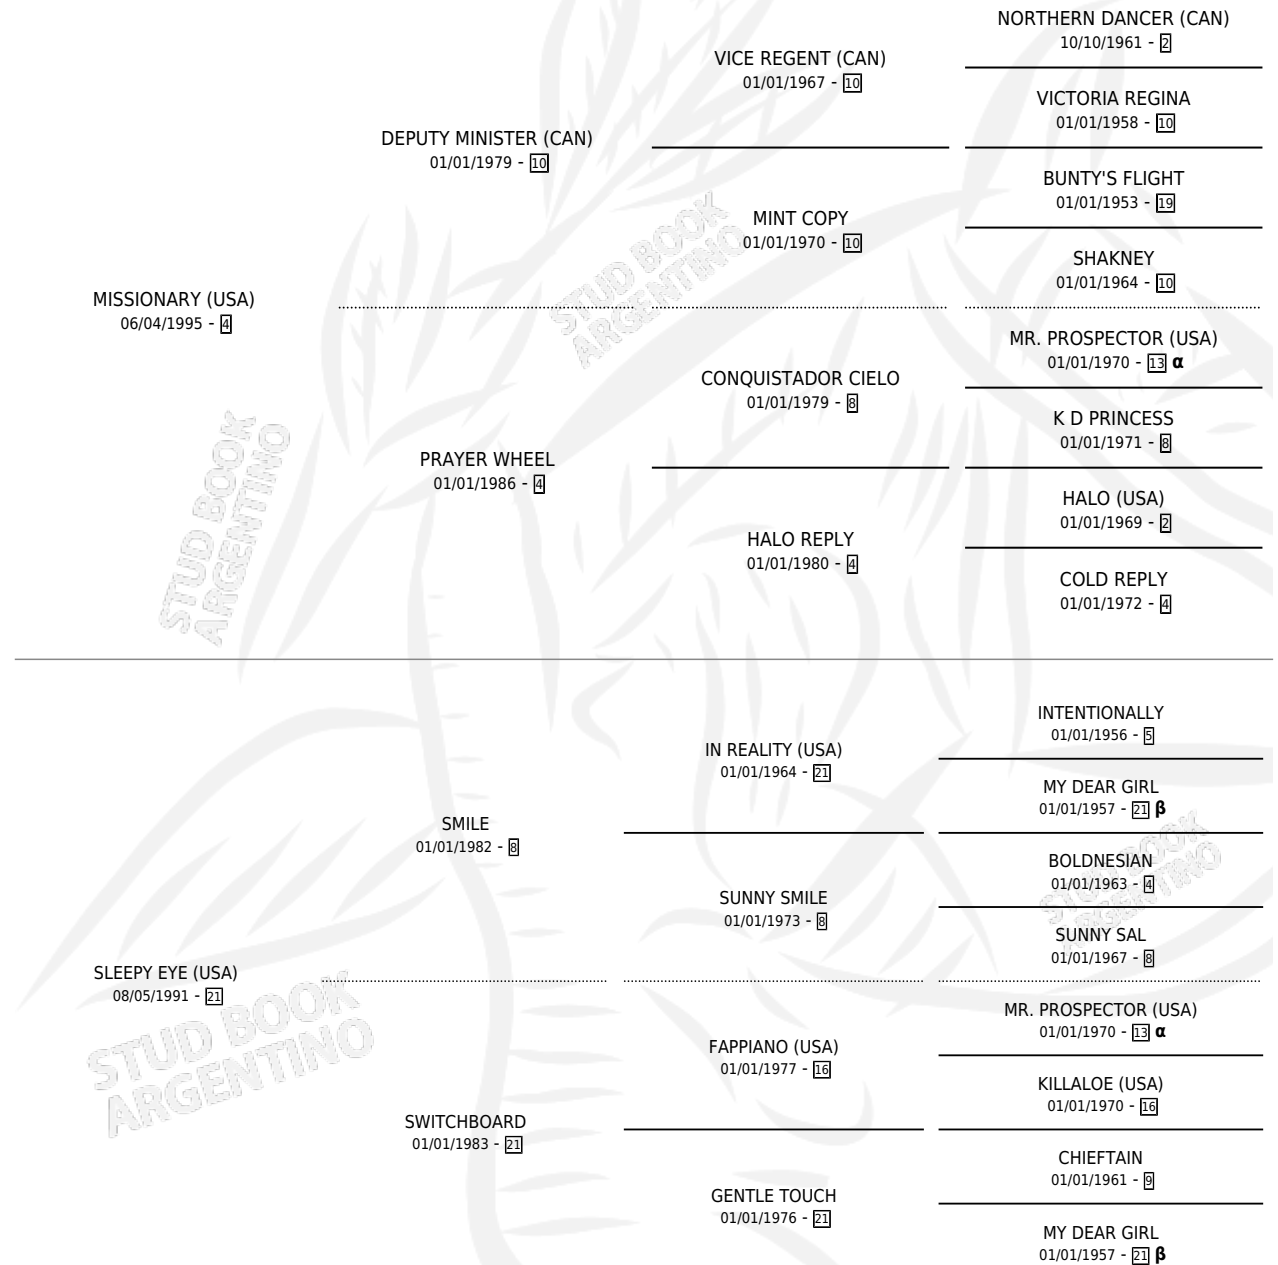 NORTHERN DANCER (CAN)
10/10/1961 - 2
VICE REGENT (CAN)
01/01/1967 - 10
VICTORIA REGINA
01/01/1958 - 10
DEPUTY MINISTER (CAN)
01/01/1979 - 10
BUNTY'S FLIGHT
01/01/1953 - 19
MINT COPY
01/01/1970 - 10
SHAKNEY
01/01/1964 - 10
MISSIONARY (USA)
06/04/1995 - 4
MR. PROSPECTOR (USA)
01/01/1970 - 13 α
CONQUISTADOR CIELO
01/01/1979 - 8
K D PRINCESS
01/01/1971 - 8
PRAYER WHEEL
01/01/1986 - 4
HALO (USA)
01/01/1969 - 2
HALO REPLY
01/01/1980 - 4
COLD REPLY
01/01/1972 - 4
INTENTIONALLY
01/01/1956 - 5
IN REALITY (USA)
01/01/1964 - 21
MY DEAR GIRL
01/01/1957 - 21 β
SMILE
01/01/1982 - 8
BOLDNESIAN
01/01/1963 - 4
SUNNY SMILE
01/01/1973 - 8
SUNNY SAL
01/01/1967 - 8
SLEEPY EYE (USA)
08/05/1991 - 21
MR. PROSPECTOR (USA)
01/01/1970 - 13 α
FAPPIANO (USA)
01/01/1977 - 16
KILLALOE (USA)
01/01/1970 - 16
SWITCHBOARD
01/01/1983 - 21
CHIEFTAIN
01/01/1961 - 9
GENTLE TOUCH
01/01/1976 - 21
MY DEAR GIRL
01/01/1957 - 21 β
STUD BOOK
ARGENTINO
STUD BOOK
ARGENTINO
STUD BOOK
ARGENTINO
STUD BOOK
ARGENTINO